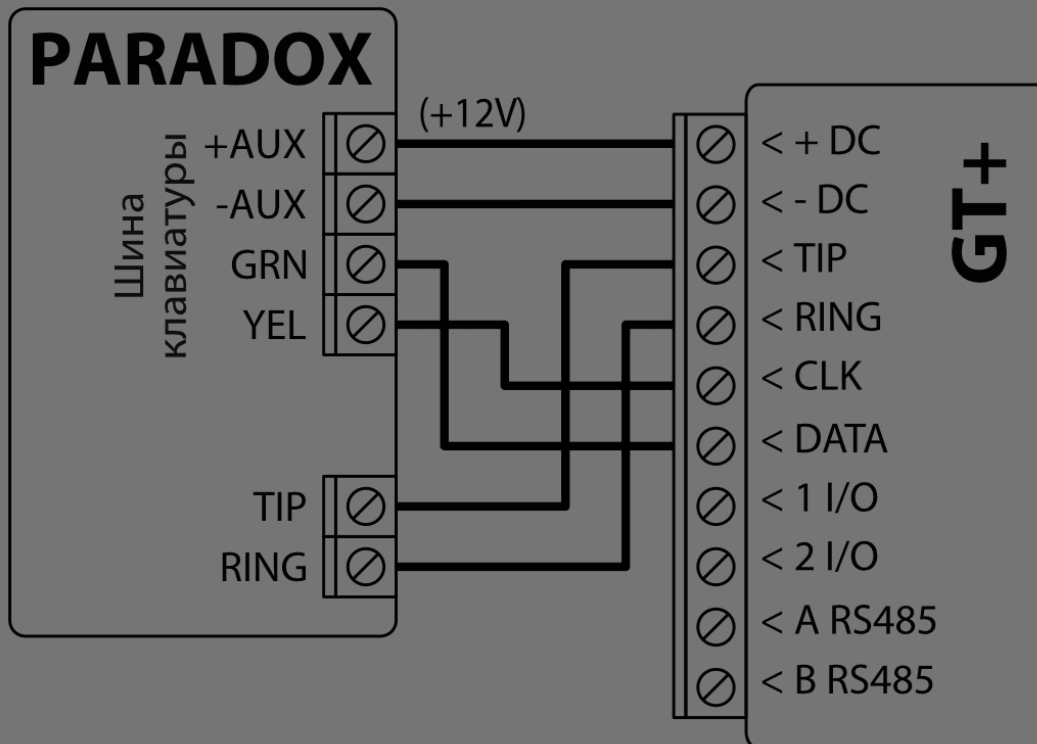 PARADOX
Шина
клавиатуры
+AUX
-AUX
GRN
YEL
TIP
RING
(+12V)
< + DC
< - DC
< TIP
< RING
< CLK
< DATA
< 1 I/O
< 2 I/O
< A RS485
< B RS485
GT+